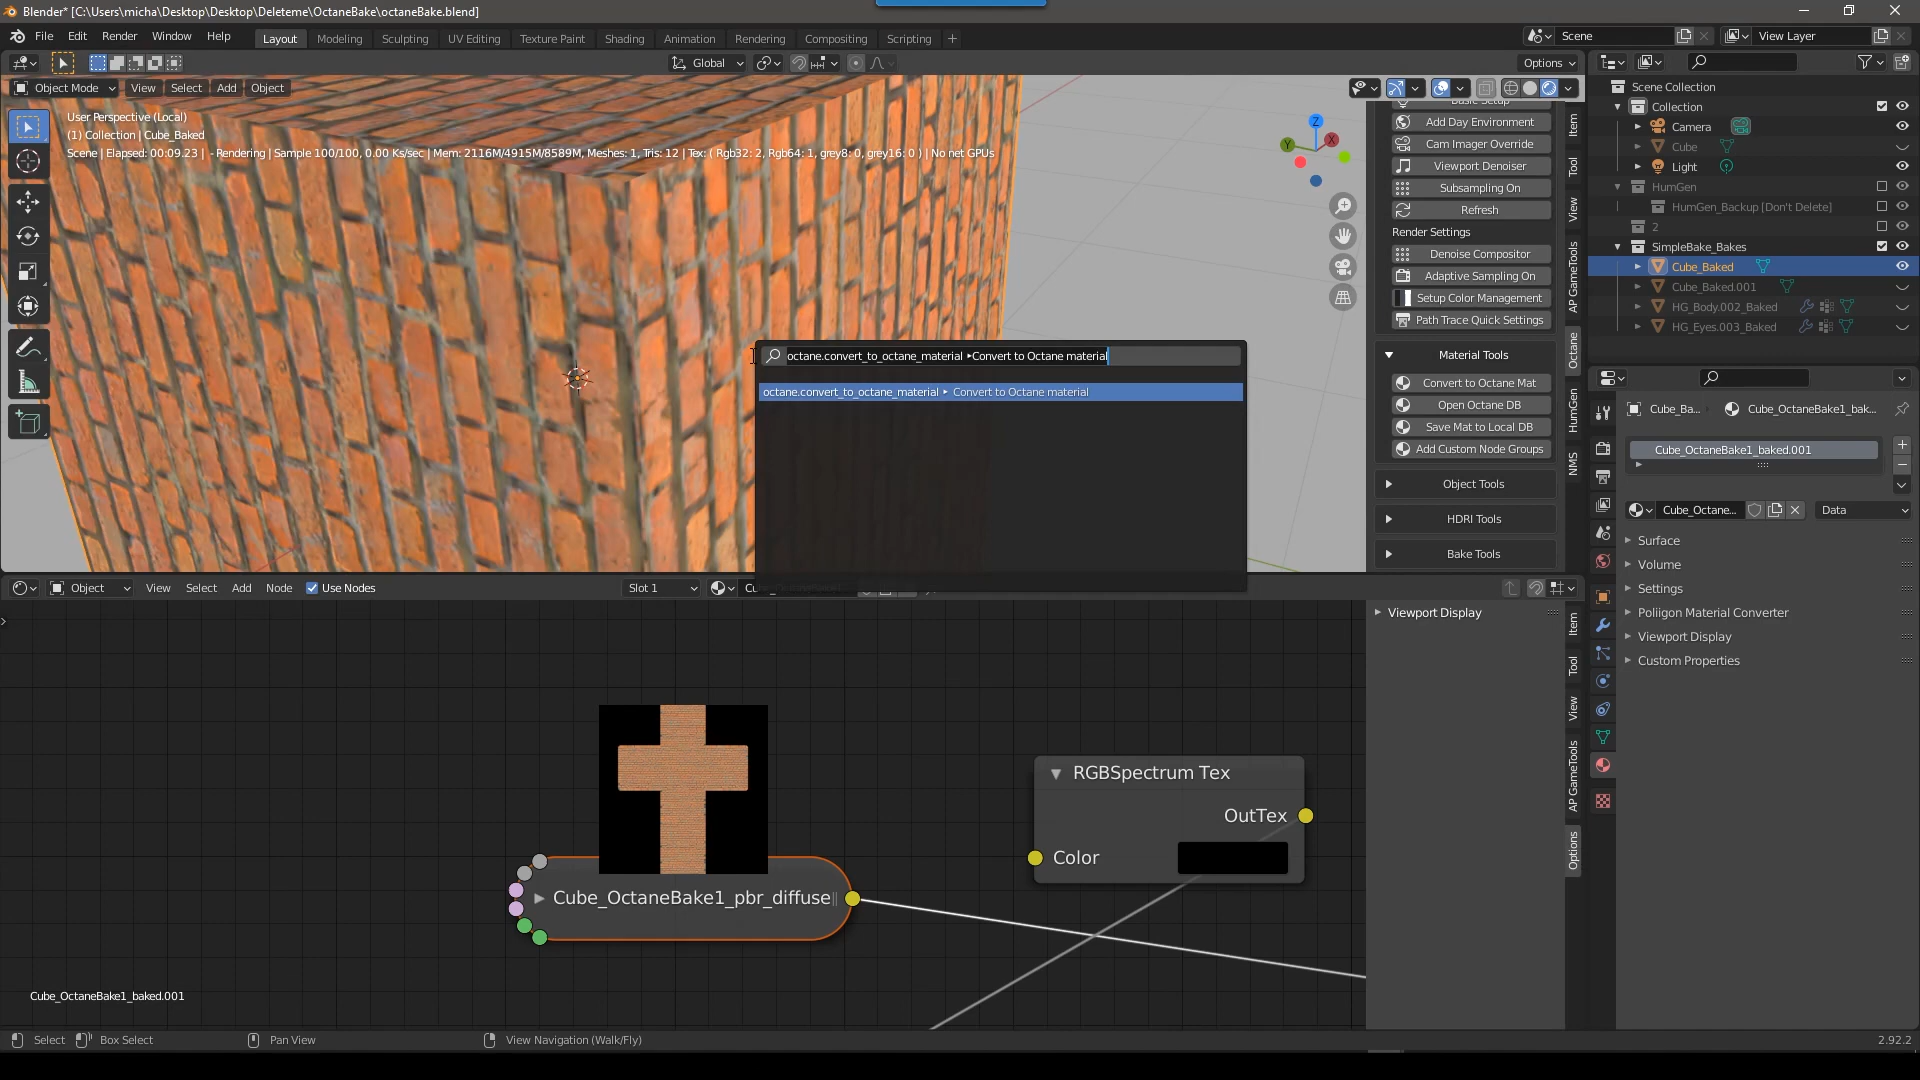 Blender* [C:\Users\micha\Desktop\Desktop\Deleteme\OctaneBake\octaneBake.blend]
File Edit Render Window Help Layout Modeling Sculpting UV Editing Texture Paint Shading Animation Rendering Compositing Scripting + Scene View Layer
Global Options
Object Mode View Select Add Object
User Perspective (Local)
(1) Collection | Cube_Baked
Scene | Elapsed: 00:09.23 | - Rendering | Sample 100/100, 0.00 Ks/sec | Mem: 2116M/4915M/8589M, Meshes: 1, Tris: 12 | Tex: ( Rgb32: 2, Rgb64: 1, grey8: 0, grey16: 0 ) | No net GPUs
Z
Y
X
Basic Setup
Add Day Environment
Cam Imager Override
Viewport Denoiser
Subsampling On
Refresh
Render Settings
Denoise Compositor
Adaptive Sampling On
Setup Color Management
Path Trace Quick Settings
Material Tools
Convert to Octane Mat
Open Octane DB
Save Mat to Local DB
Add Custom Node Groups
Object Tools
HDRI Tools
Bake Tools
Item
Tool
View
AP GameTools
Octane
HumGen
NMS
octane.convert_to_octane_material ▸Convert to Octane material
octane.convert_to_octane_material ▸ Convert to Octane material
Scene Collection
Collection
Camera
Cube
Light
HumGen
HumGen_Backup [Don't Delete]
2
SimpleBake_Bakes
Cube_Baked
Cube_Baked.001
HG_Body.002_Baked
HG_Eyes.003_Baked
Cube_Ba... Cube_OctaneBake1_bak...
Cube_OctaneBake1_baked.001
Cube_Octane... Data
Surface
Volume
Settings
Poliigon Material Converter
Viewport Display
Custom Properties
Object View Select Add Node Use Nodes Slot 1
Viewport Display
Item
Tool
View
AP GameTools
Options
RGBSpectrum Tex
OutTex
Color
Cube_OctaneBake1_pbr_diffuse
Cube_OctaneBake1_baked.001
Select Box Select Pan View View Navigation (Walk/Fly) 2.92.2